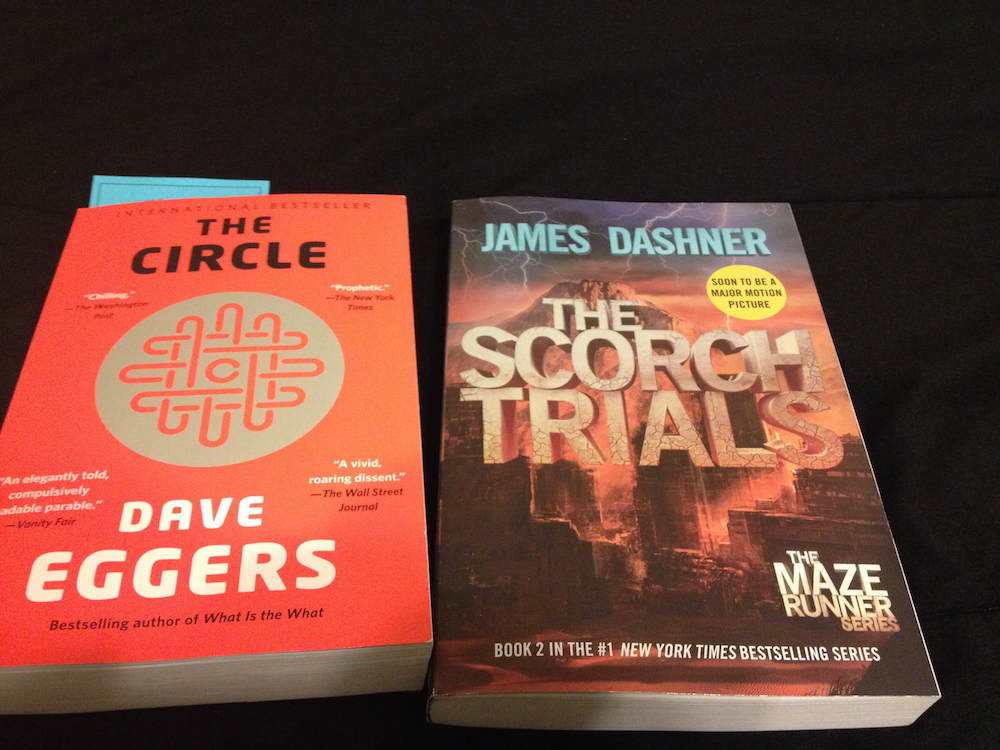 INTERNATIONAL BESTSELLER
THE
CIRCLE
"Chilling."
—The Washington
Post
"Prophetic."
—The New York
Times
C
"An elegantly told,
compulsively
adable parable."
—Vanity Fair
"A vivid,
roaring dissent."
—The Wall Street
Journal
DAVE
EGGERS
Bestselling author of What Is the What
JAMES DASHNER
SOON TO BE A
MAJOR MOTION
PICTURE
THE
SCORCH
TRIALS
THE
MAZE
RUNNER
SERIES
BOOK 2 IN THE #1 NEW YORK TIMES BESTSELLING SERIES